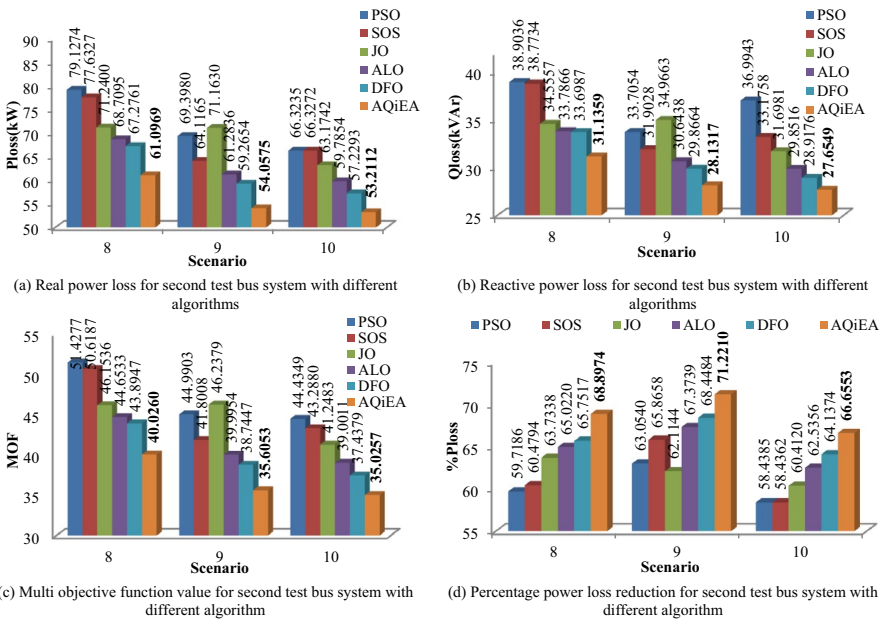 PSO
SOS
JO
ALO
DFO
AQiEA
Ploss(kW)
90
85
80
75
70
65
60
55
50
79.1274
77.6327
71.2400
68.7095
67.2761
61.0969
69.3980
64.1165
71.1630
61.2836
59.2654
54.0575
66.3235
66.3272
63.1742
59.7854
57.2293
53.2112
8 9 10
Scenario
(a) Real power loss for second test bus system with different
algorithms
PSO
SOS
JO
ALO
DFO
AQiEA
Qloss(kVAr)
40
35
30
25
38.9036
38.7734
34.5557
33.7866
33.6987
31.1359
33.7054
31.9028
34.9663
30.6438
29.8664
28.1317
36.9943
33.1758
31.6981
29.8516
28.9176
27.6549
8 9 10
Scenario
(b) Reactive power loss for second test bus system with different
algorithms
PSO
SOS
JO
ALO
DFO
AQiEA
MOF
55
50
45
40
35
30
51.4277
50.6187
46.1536
44.6533
43.8947
40.0260
44.9903
41.8008
46.2379
39.9954
38.7447
35.6053
44.4349
43.2880
41.2483
39.0011
37.4379
35.0257
8 9 10
Scenario
(c) Multi objective function value for second test bus system with
different algorithm
PSO SOS JO ALO DFO AQiEA
%Ploss
75
70
65
60
55
59.7186
60.4794
63.7338
65.0220
65.7517
68.8974
63.0540
65.8658
62.1144
67.3739
68.4484
71.2210
58.4385
58.4362
60.4120
62.5356
64.1374
66.6553
8 9 10
Scenario
(d) Percentage power loss reduction for second test bus system with
different algorithm